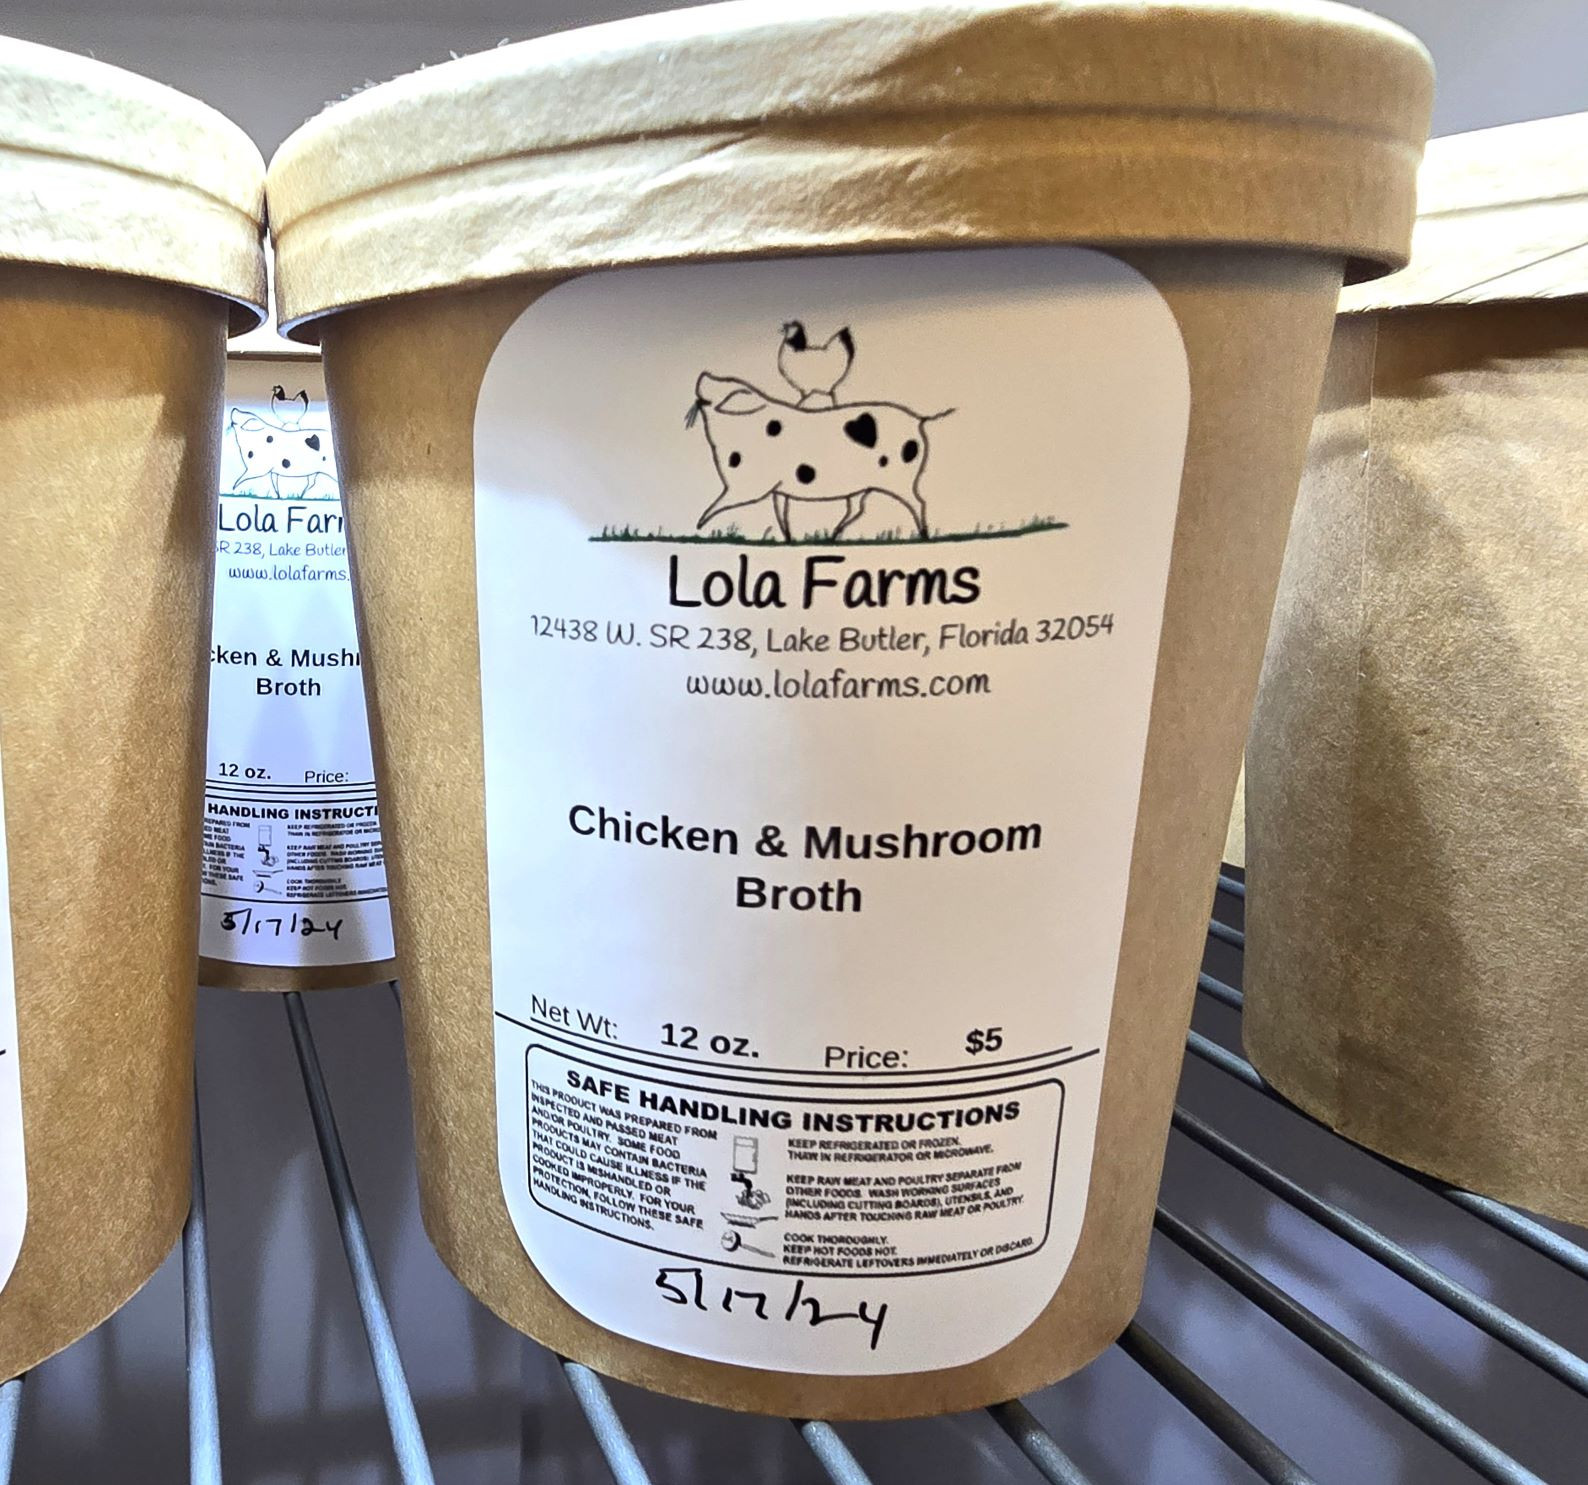 Lola Farms
12438 W. SR 238, Lake Butler, Florida 32054
www.lolafarms.com
Chicken & Mushroom
Broth
Net Wt: 12 oz. Price: $5
SAFE HANDLING INSTRUCTIONS
THIS PRODUCT WAS PREPARED FROM
INSPECTED AND PASSED MEAT
AND/OR POULTRY. SOME FOOD
PRODUCTS MAY CONTAIN BACTERIA
THAT COULD CAUSE ILLNESS IF THE
PRODUCT IS MISHANDLED OR
COOKED IMPROPERLY. FOR YOUR
PROTECTION, FOLLOW THESE SAFE
HANDLING INSTRUCTIONS.
KEEP REFRIGERATED OR FROZEN.
THAW IN REFRIGERATOR OR MICROWAVE.
KEEP RAW MEAT AND POULTRY SEPARATE FROM
OTHER FOODS. WASH WORKING SURFACES
(INCLUDING CUTTING BOARDS), UTENSILS, AND
HANDS AFTER TOUCHING RAW MEAT OR POULTRY.
COOK THOROUGHLY.
KEEP HOT FOODS HOT.
REFRIGERATE LEFTOVERS IMMEDIATELY OR DISCARD.
5/17/24
Lola Far
SR 238, Lake Butler
www.lolafarms.
cken & Mush
Broth
12 oz. Price:
HANDLING INSTRUCT
5/17/24